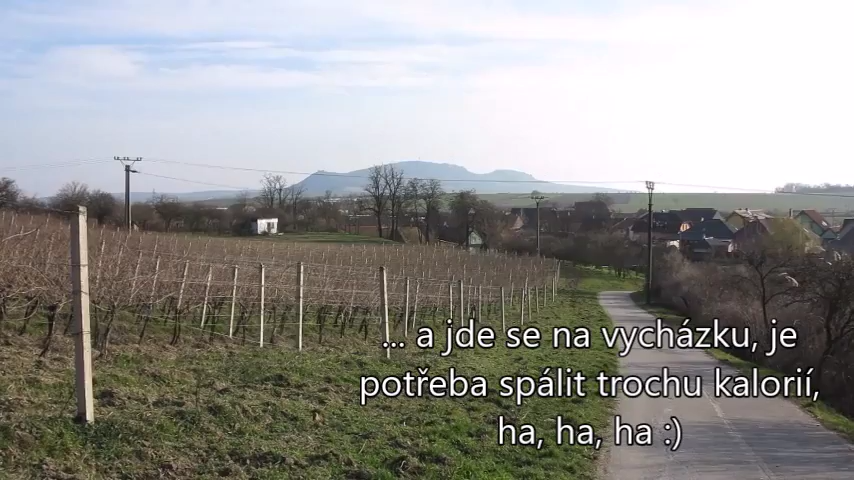 ... a jde se na vycházku, je
potřeba spálit trochu kalorií,
ha, ha, ha :)